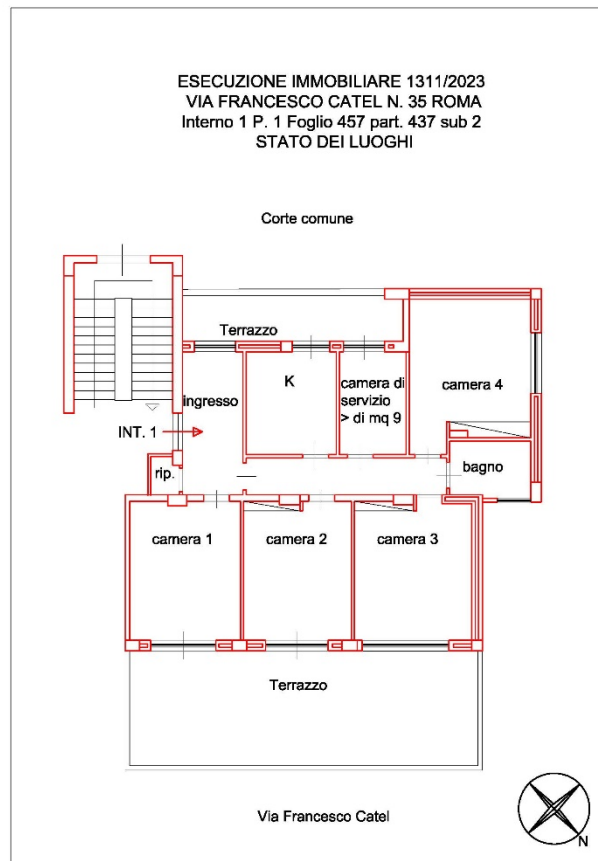 ESECUZIONE IMMOBILIARE 1311/2023
VIA FRANCESCO CATEL N. 35 ROMA
Interno 1 P. 1 Foglio 457 part. 437 sub 2
STATO DEI LUOGHI
Corte comune
Terrazzo
K
camera di
servizio
> di mq 9
camera 4
ingresso
INT. 1
rip.
bagno
camera 1
camera 2
camera 3
Terrazzo
Via Francesco Catel
N